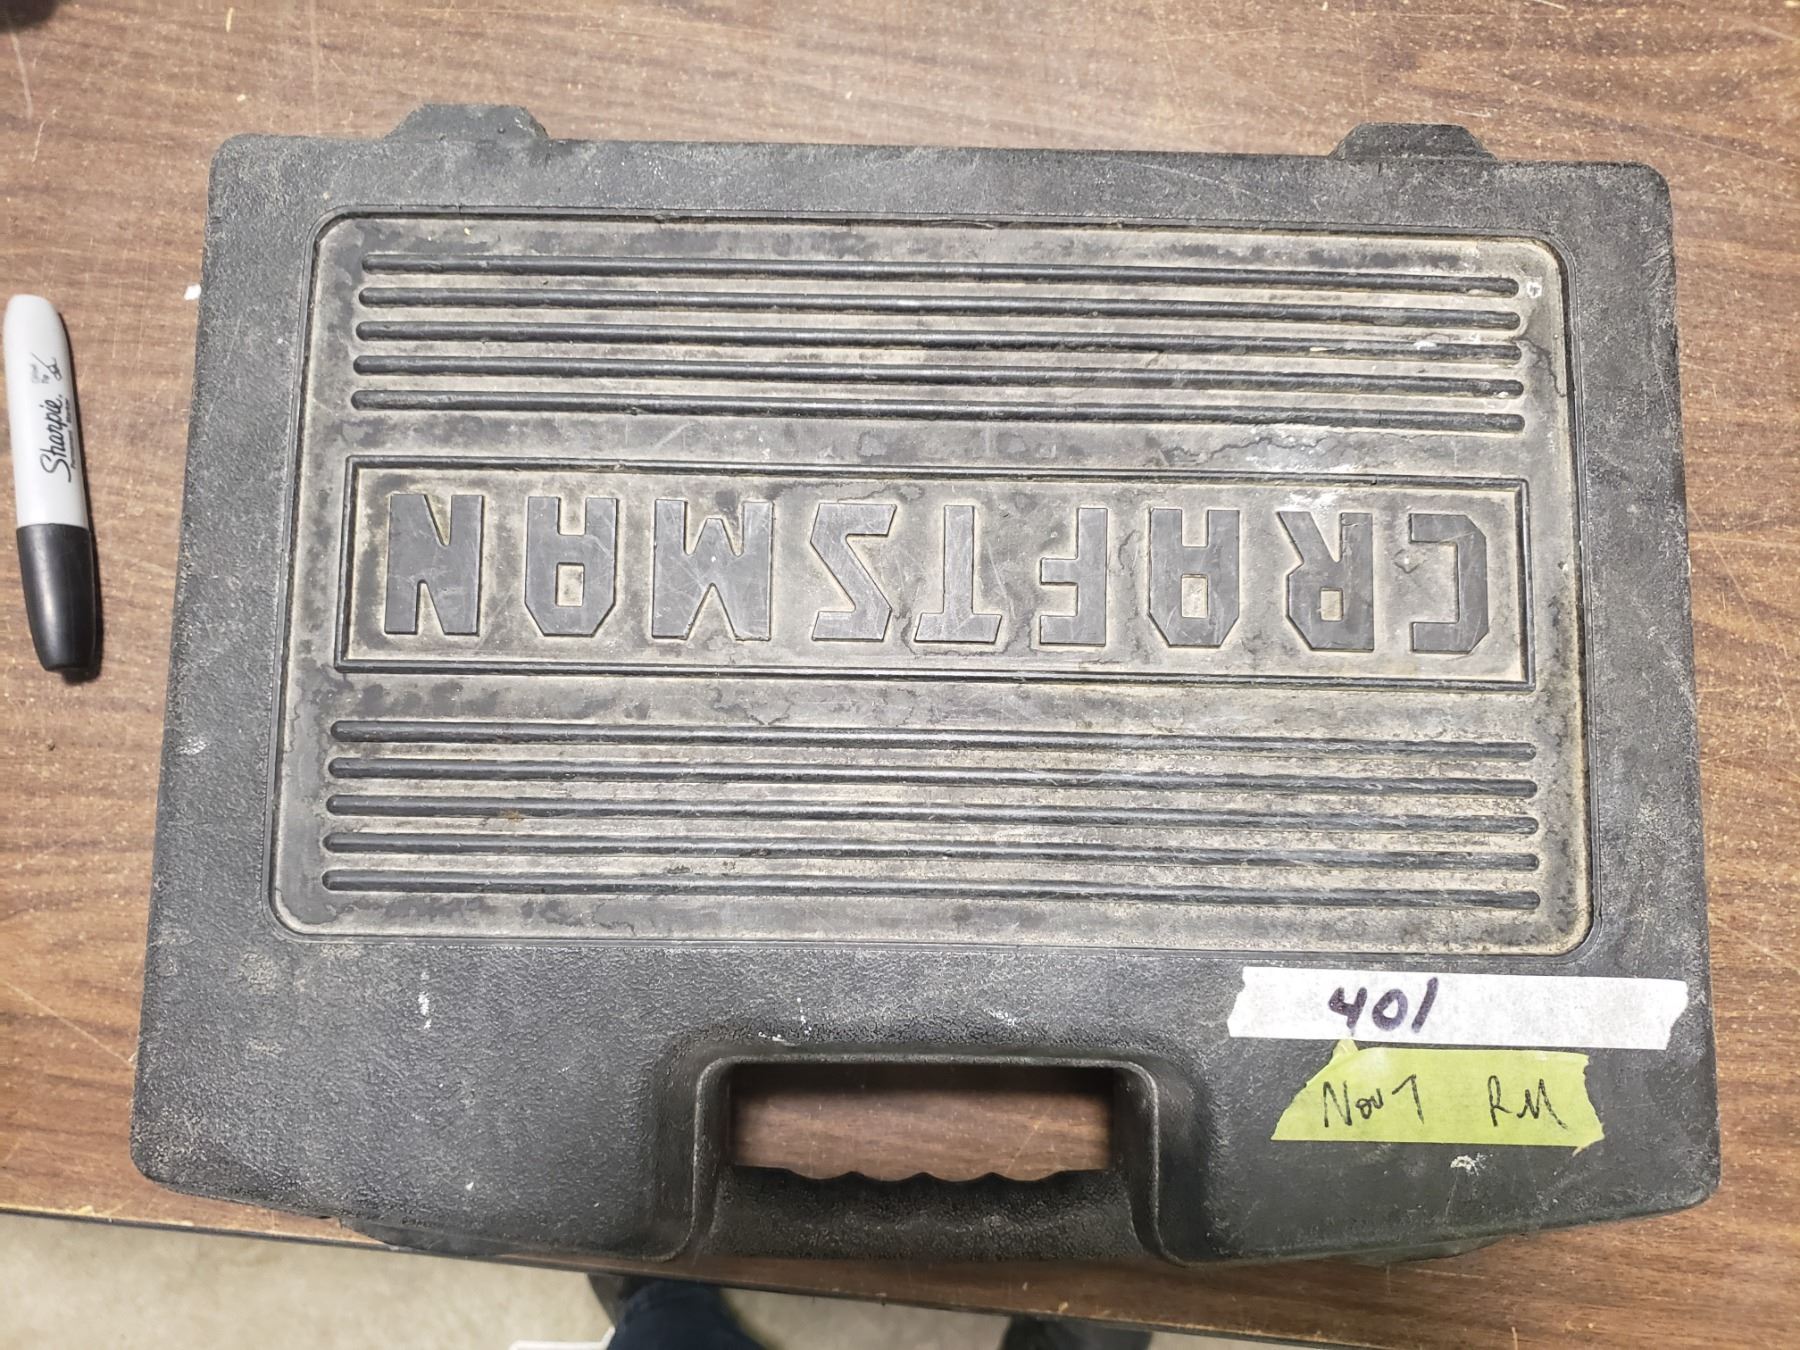 CRAFTSMAN
Sharpie.
401
Nov 7 RM